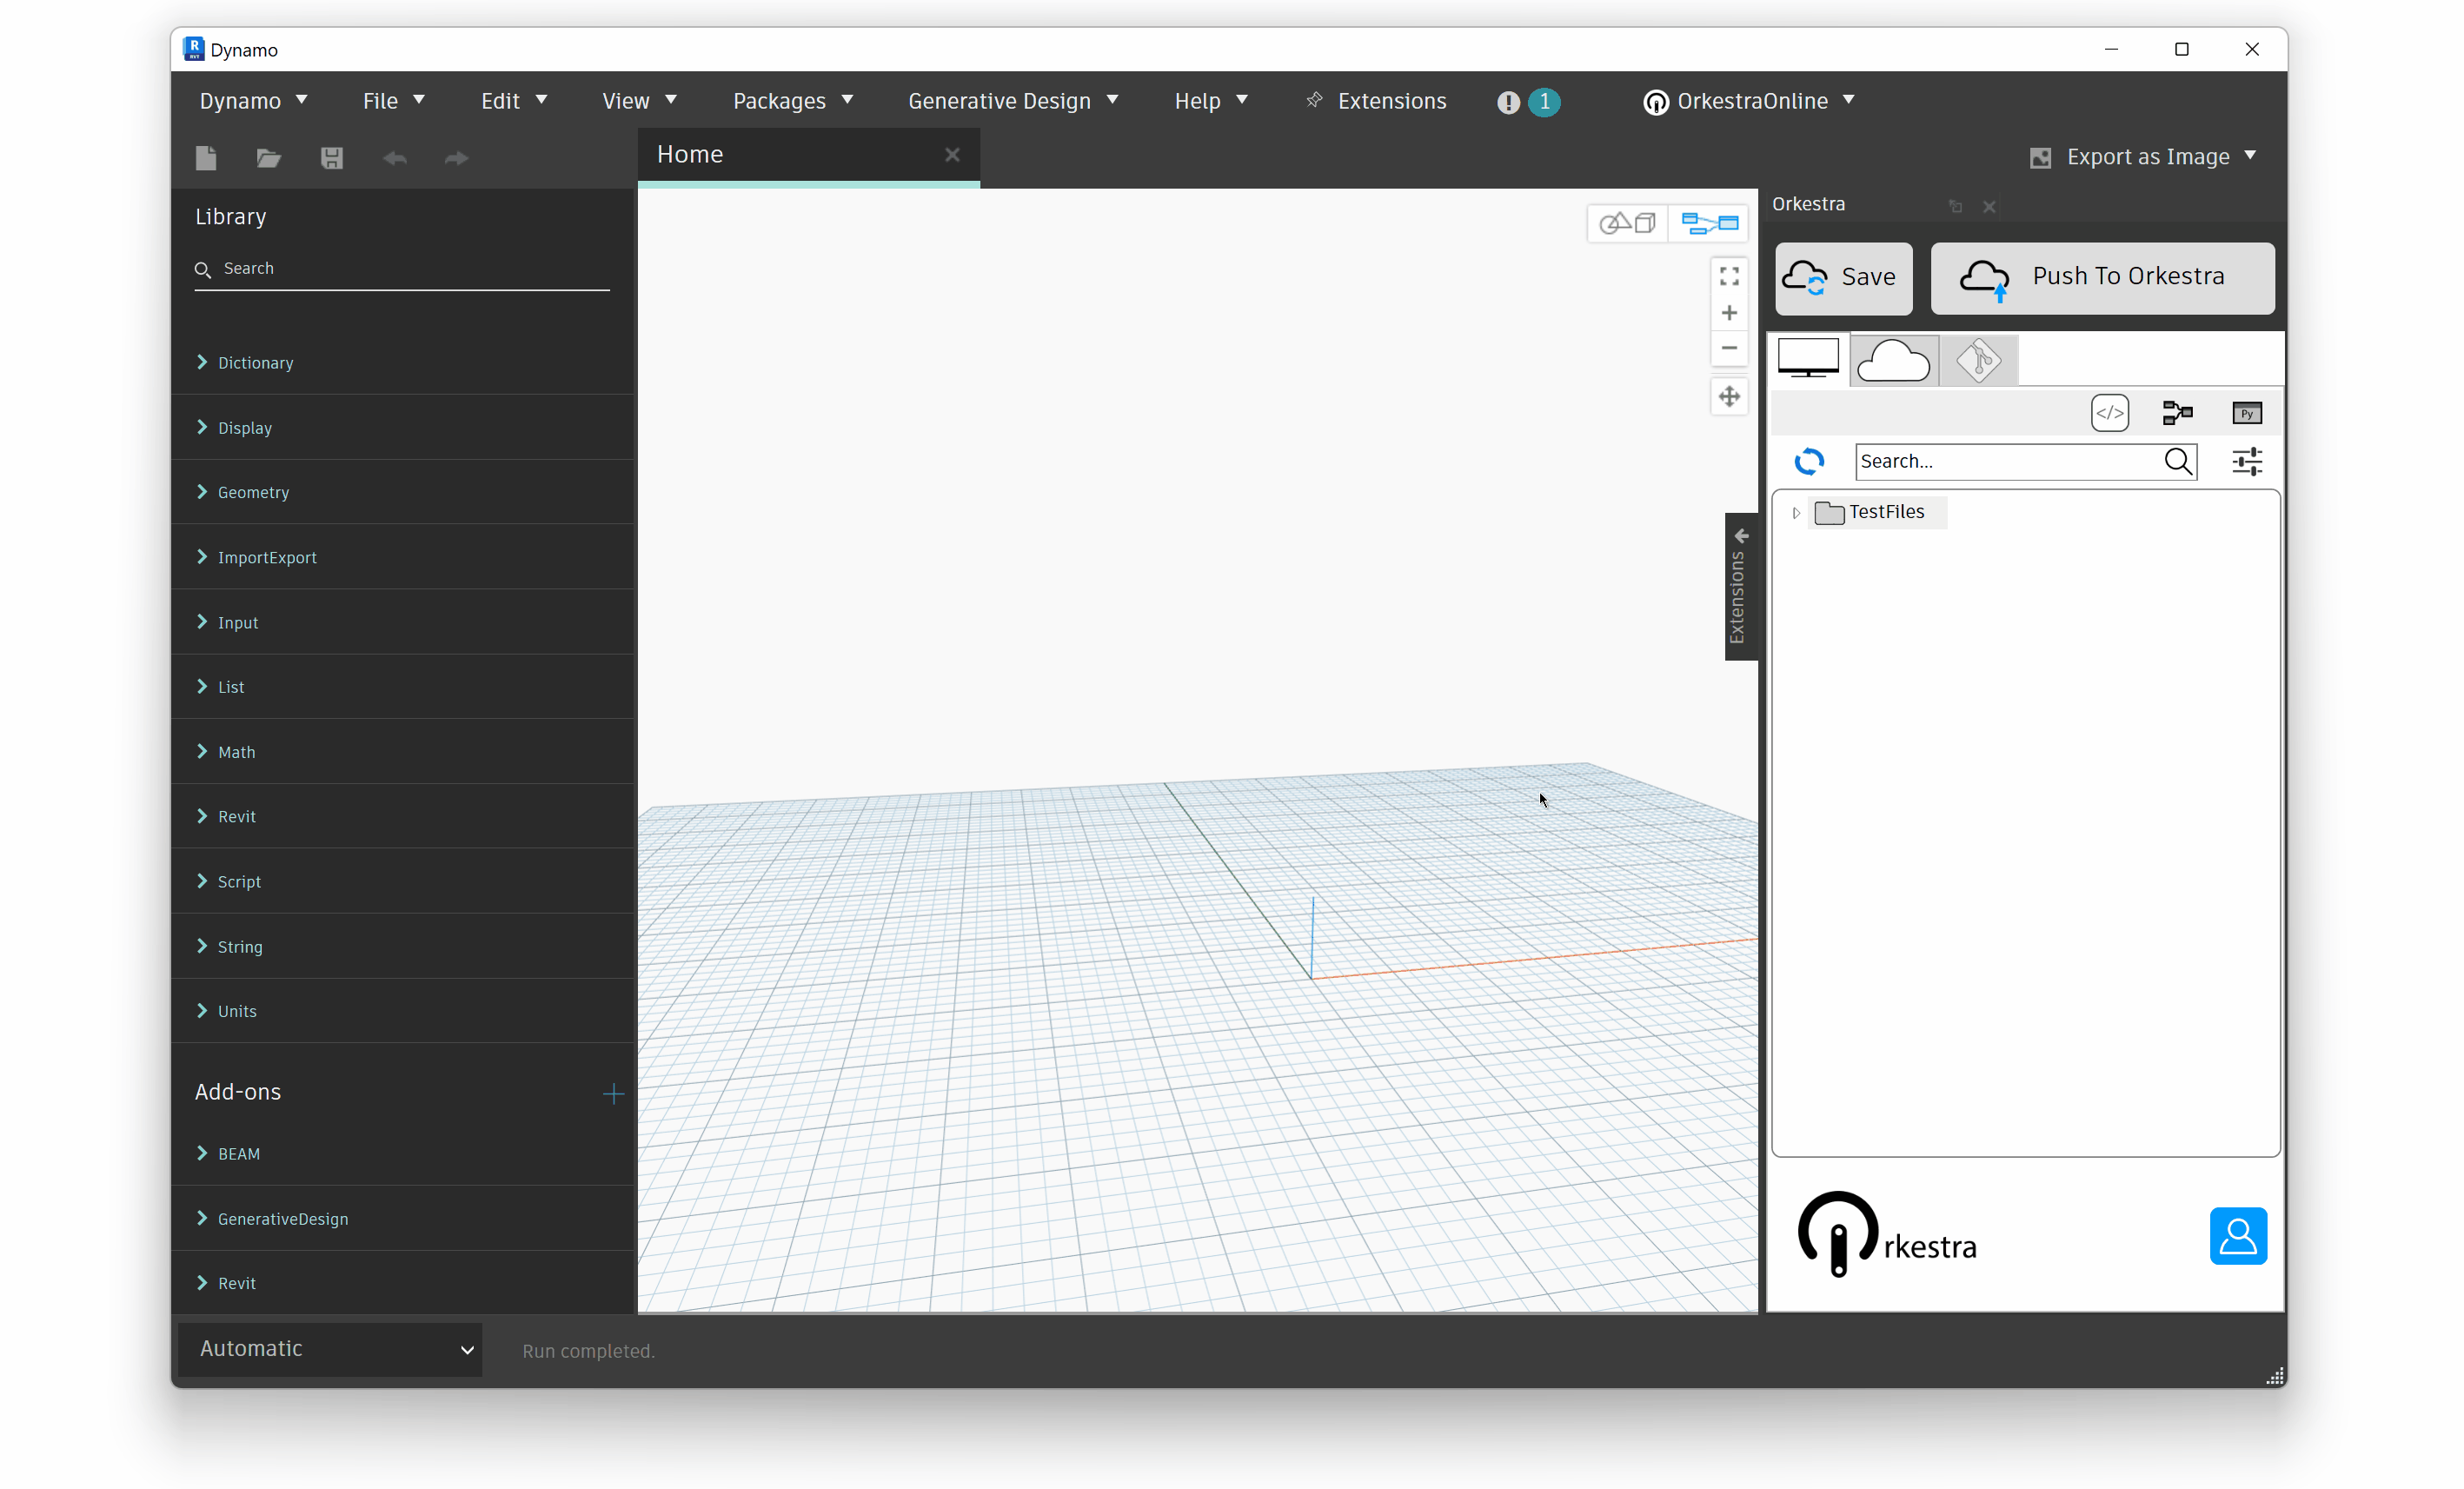 Dynamo
Dynamo File Edit View Packages Generative Design Help Extensions 1 OrkestraOnline
Home
Export as Image
Library
Search
Dictionary
Display
Geometry
ImportExport
Input
List
Math
Revit
Script
String
Units
Add-ons
BEAM
GenerativeDesign
Revit
Automatic
Run completed.
Extensions
Orkestra
Save
Push To Orkestra
</>
Py
Search...
TestFiles
rkestra